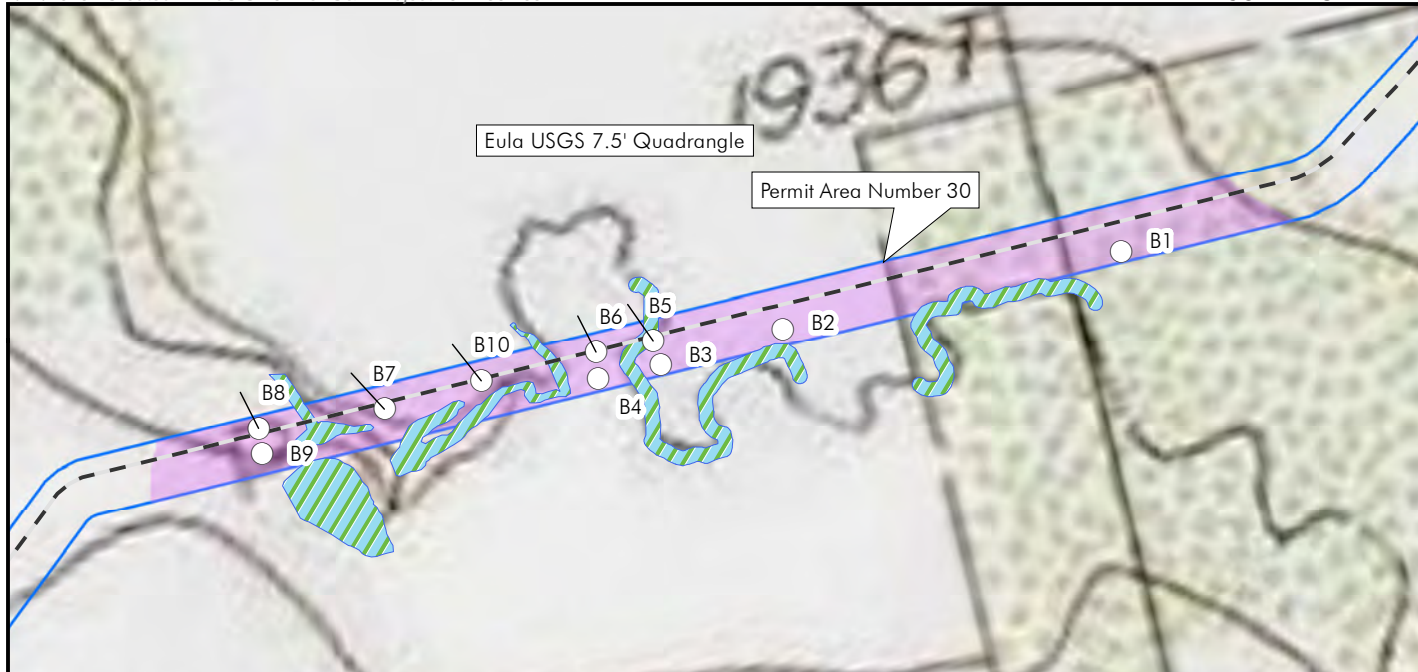 19367
Eula USGS 7.5' Quadrangle
Permit Area Number 30
B1
B5
B6
B2
B10
B3
B7
B8
B4
B9